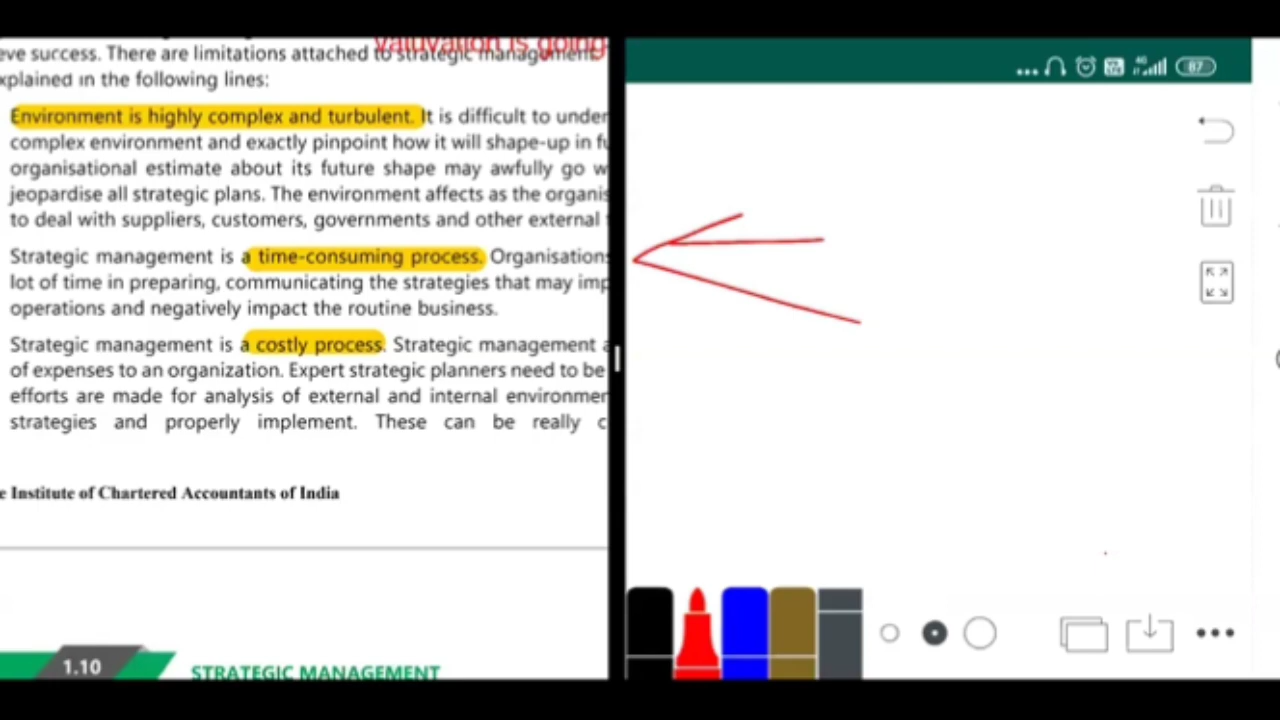 valuvation is going
eve success. There are limitations attached to strategic management
xplained in the following lines:
Environment is highly complex and turbulent. It is difficult to under
complex environment and exactly pinpoint how it will shape-up in fu
organisational estimate about its future shape may awfully go w
jeopardise all strategic plans. The environment affects as the organis
to deal with suppliers, customers, governments and other external
Strategic management is a time-consuming process. Organisation
lot of time in preparing, communicating the strategies that may imp
operations and negatively impact the routine business.
Strategic management is a costly process. Strategic management a
of expenses to an organization. Expert strategic planners need to be
efforts are made for analysis of external and internal environmen
strategies and properly implement. These can be really c
e Institute of Chartered Accountants of India
1.10 STRATEGIC MANAGEMENT
4G 87